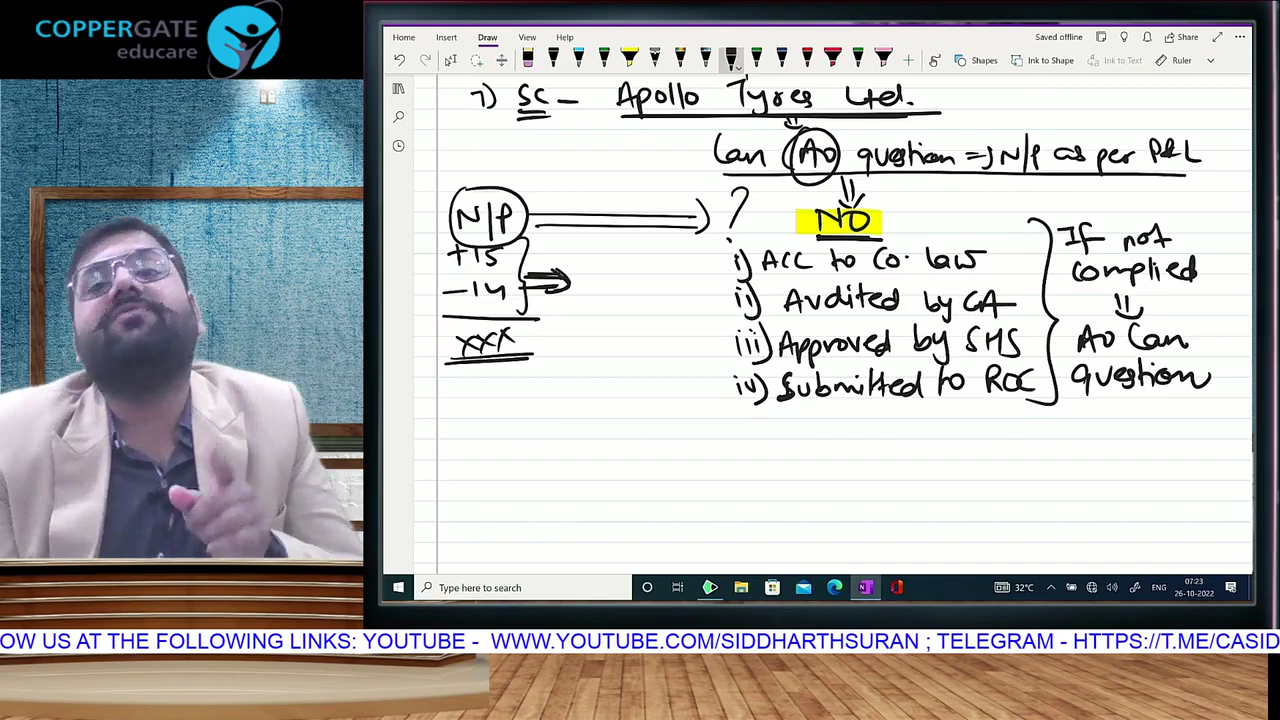 COPPERGATE
educare
Home Insert Draw View Help
Saved offline
Share
Shapes
Ink to Shape
Ink to Text
Ink to Math
Ruler
7) SC - Apollo Tyres Ltd.
Can AO question => N/P as per P&L
?
NO
N/P
+15
-14
XXX
i) ACC to Co. law
ii) Audited by CA
iii) Approved by SHS
iv) Submitted to ROC
If not
complied
AO Can
question
Type here to search
32°C
ENG
07:23
26-10-2022
OW US AT THE FOLLOWING LINKS: YOUTUBE - WWW.YOUTUBE.COM/SIDDHARTHSURAN ; TELEGRAM - HTTPS://T.ME/CASID